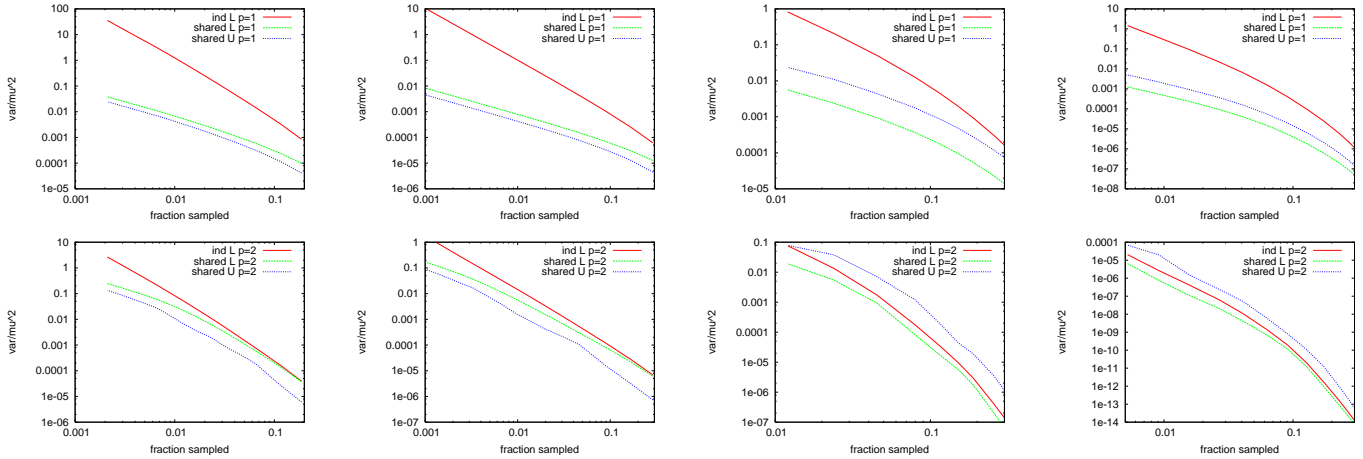 100
10
1
0.1
0.01
0.001
0.0001
1e-05
0.001
0.01
0.1
var/mu^2
fraction sampled
ind L p=1
shared L p=1
shared U p=1
10
1
0.1
0.01
0.001
0.0001
1e-05
1e-06
0.001
0.01
0.1
var/mu^2
fraction sampled
ind L p=1
shared L p=1
shared U p=1
1
0.1
0.01
0.001
0.0001
1e-05
0.01
0.1
var/mu^2
fraction sampled
ind L p=1
shared L p=1
shared U p=1
10
1
0.1
0.01
0.001
0.0001
1e-05
1e-06
1e-07
1e-08
0.01
0.1
var/mu^2
fraction sampled
ind L p=1
shared L p=1
shared U p=1
10
1
0.1
0.01
0.001
0.0001
1e-05
1e-06
0.001
0.01
0.1
var/mu^2
fraction sampled
ind L p=2
shared L p=2
shared U p=2
1
0.1
0.01
0.001
0.0001
1e-05
1e-06
1e-07
0.001
0.01
0.1
var/mu^2
fraction sampled
ind L p=2
shared L p=2
shared U p=2
0.1
0.01
0.001
0.0001
1e-05
1e-06
1e-07
0.01
0.1
var/mu^2
fraction sampled
ind L p=2
shared L p=2
shared U p=2
0.0001
1e-05
1e-06
1e-07
1e-08
1e-09
1e-10
1e-11
1e-12
1e-13
1e-14
0.01
0.1
var/mu^2
fraction sampled
ind L p=2
shared L p=2
shared U p=2